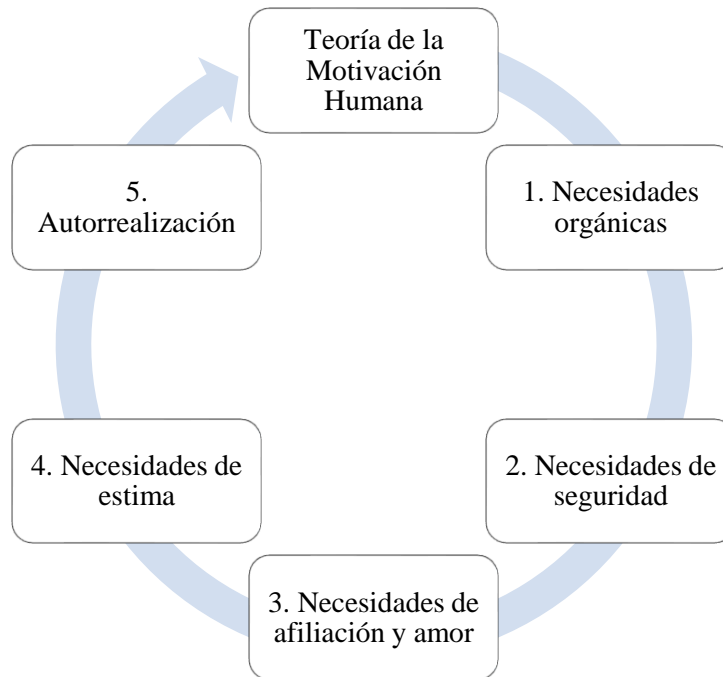 Teoría de la
Motivación
Humana
1. Necesidades
orgánicas
2. Necesidades de
seguridad
3. Necesidades de
afiliación y amor
4. Necesidades de
estima
5.
Autorrealización